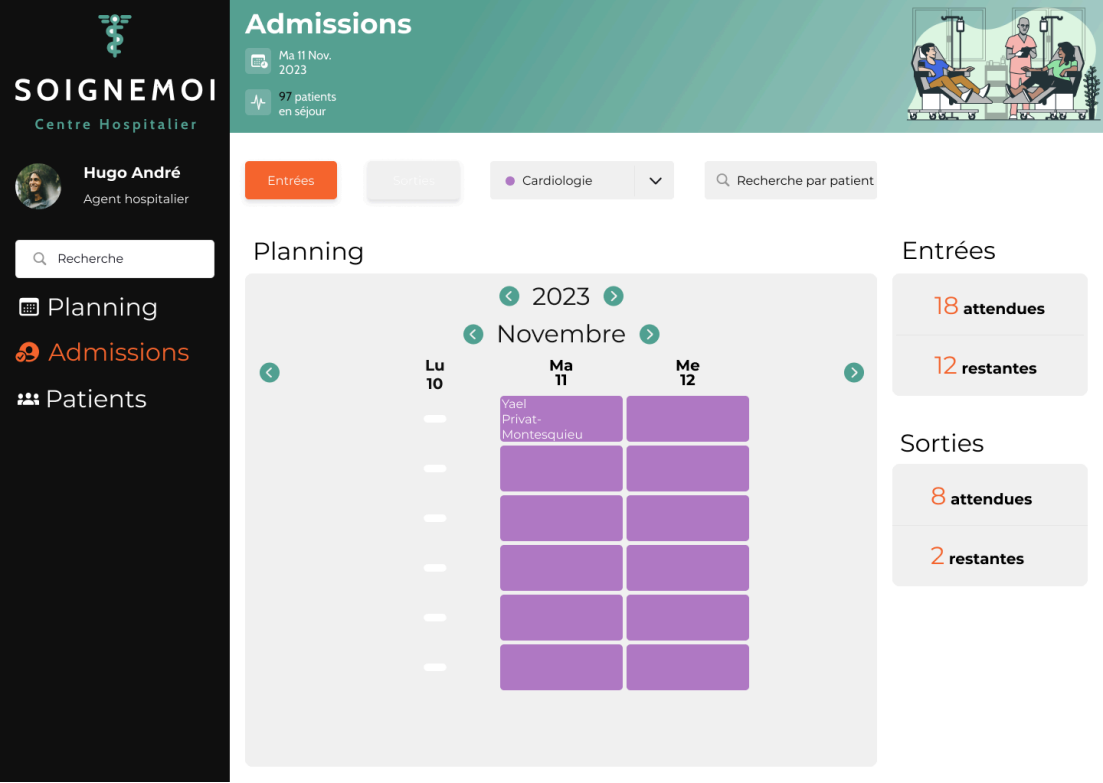 SOIGNEMOI
Centre Hospitalier
Hugo André
Agent hospitalier
Recherche
Planning
Admissions
Patients
Admissions
Ma 11 Nov.
2023
97 patients
en séjour
Entrées
Sorties
Cardiologie
Recherche par patient
Planning
2023
Novembre
Lu
10
Ma
11
Me
12
Yael
Privat-
Montesquieu
Entrées
18 attendues
12 restantes
Sorties
8 attendues
2 restantes